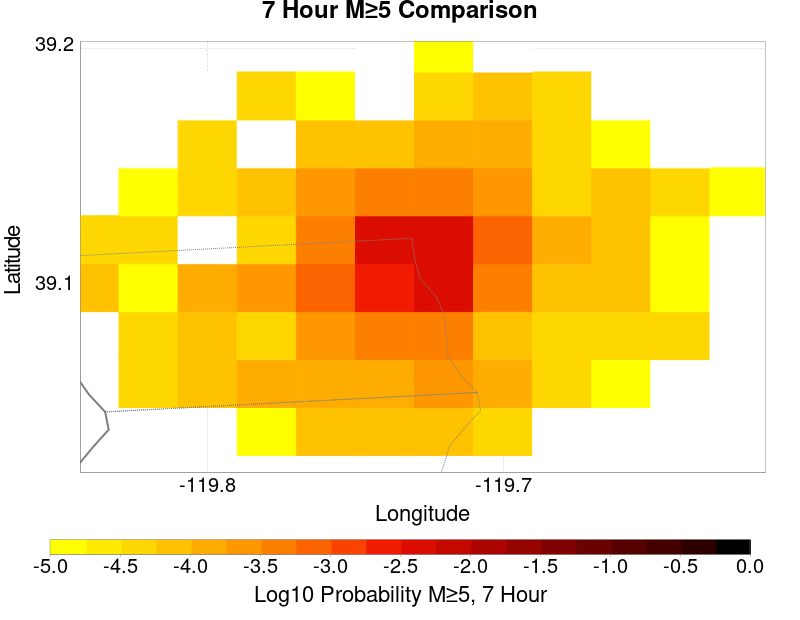 7 Hour M≥5 Comparison
39.2
39.1
Latitude
-119.8 -119.7
Longitude
-5.0 -4.5 -4.0 -3.5 -3.0 -2.5 -2.0 -1.5 -1.0 -0.5 0.0
Log10 Probability M≥5, 7 Hour